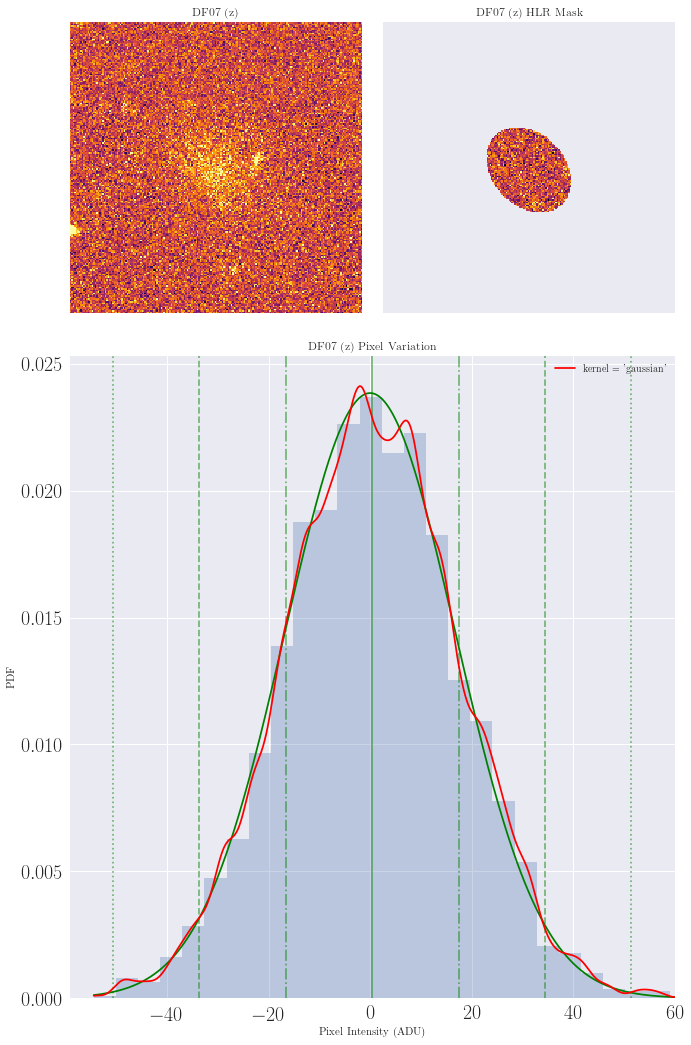 DF07 (z)
DF07 (z) HLR Mask
DF07 (z) Pixel Variation
kernel = 'gaussian'
0.025
0.020
0.015
0.010
0.005
0.000
PDF
−40
−20
0
20
40
60
Pixel Intensity (ADU)